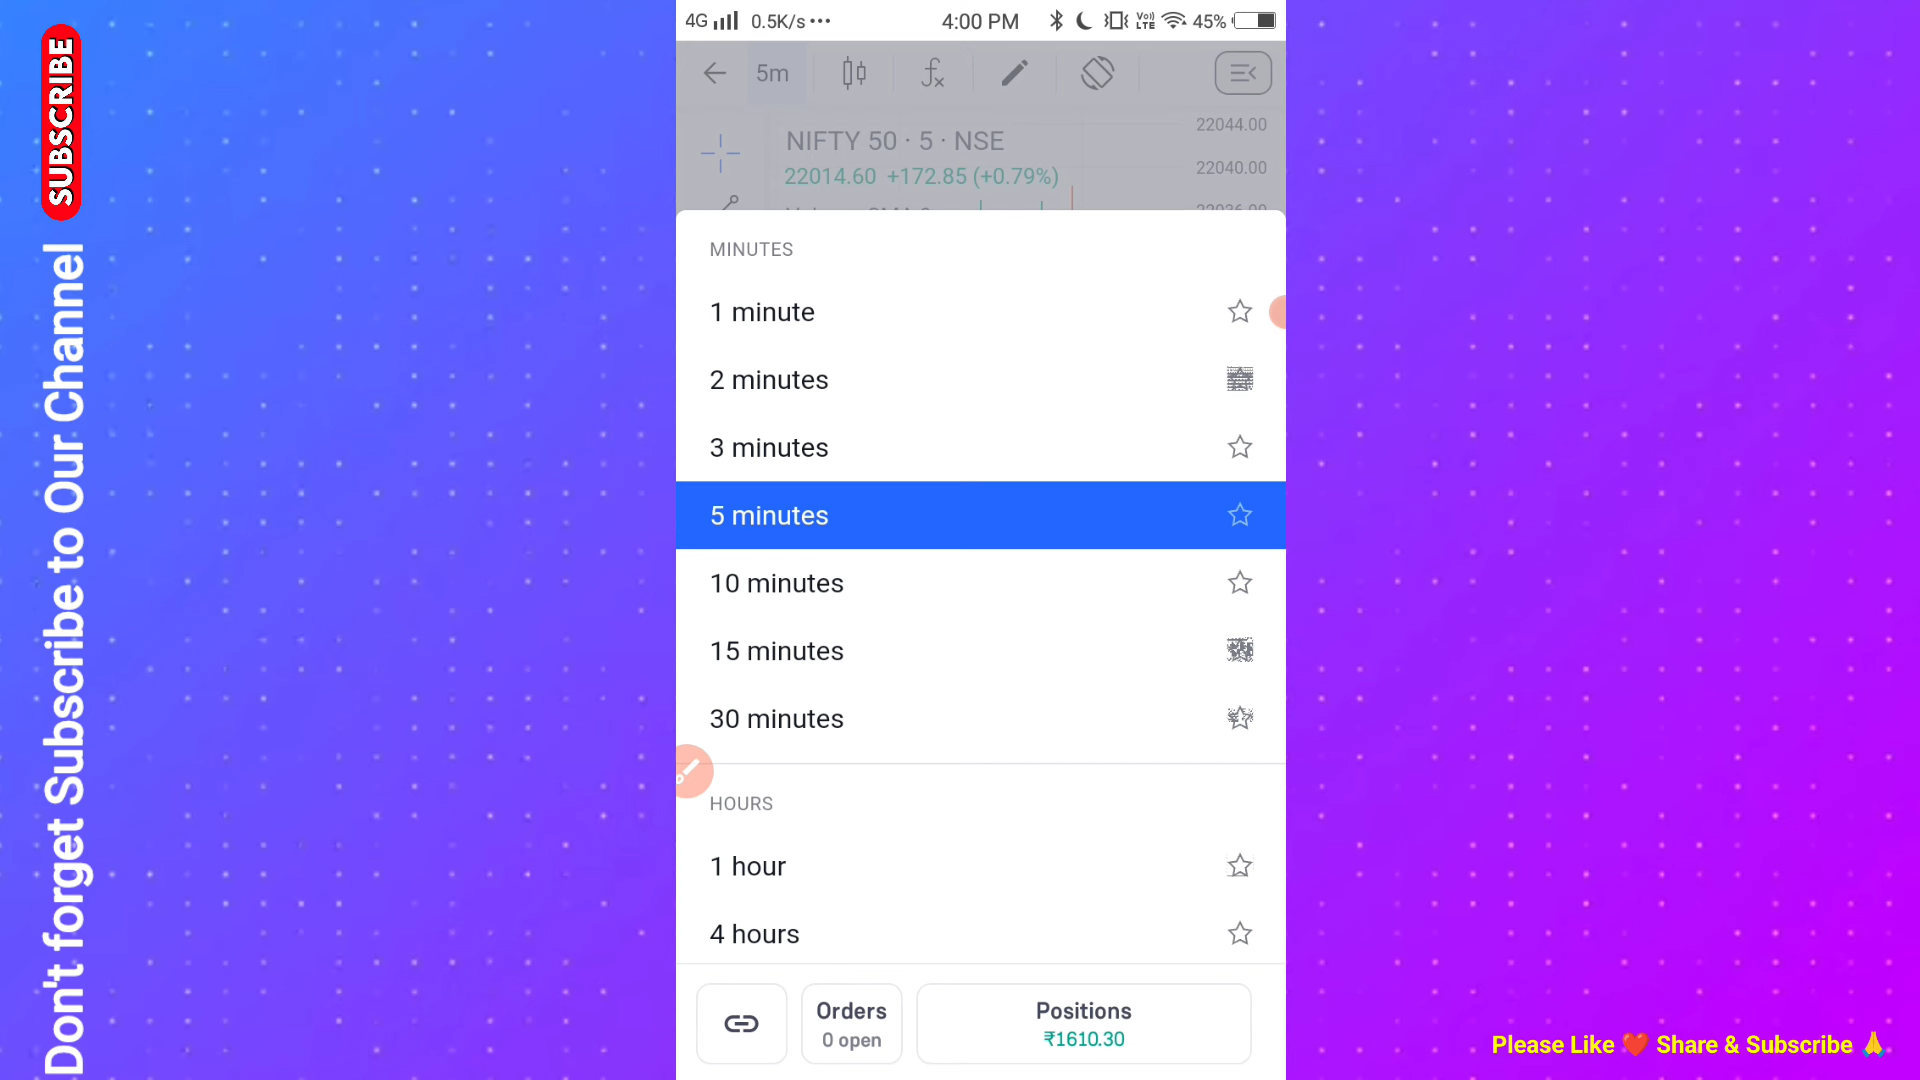 SUBSCRIBE
Don't forget Subscribe to Our Channel
4G 0.5K/s ••• 4:00 PM Vo)) LTE 45%
5m
NIFTY 50 · 5 · NSE
22014.60 +172.85 (+0.79%)
22044.00
22040.00
MINUTES
1 minute
2 minutes
3 minutes
5 minutes
10 minutes
15 minutes
30 minutes
HOURS
1 hour
4 hours
Orders
0 open
Positions
₹1610.30
Please Like ❤️ Share & Subscribe 🙏